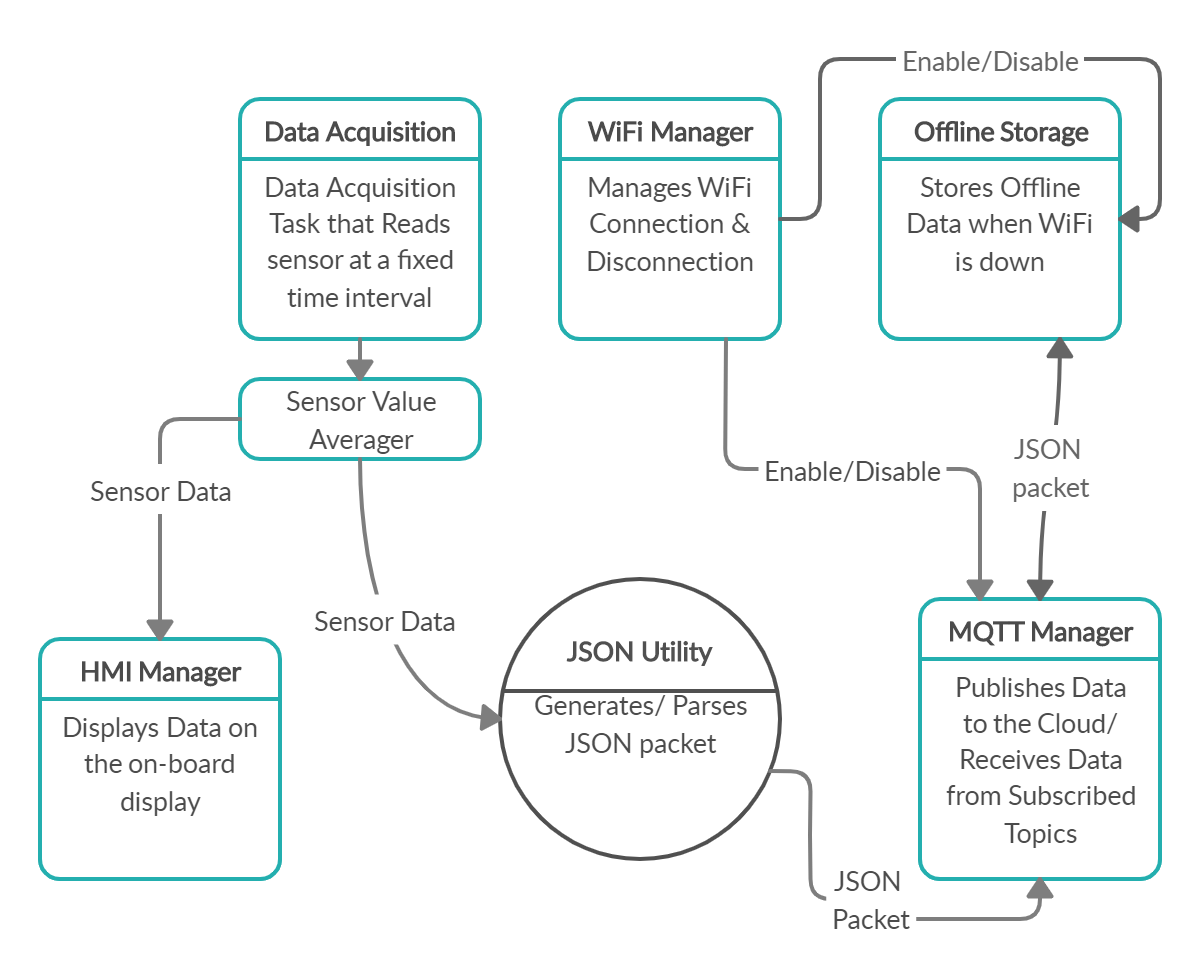 Enable/Disable
Data Acquisition
Data Acquisition
Task that Reads
sensor at a fixed
time interval
WiFi Manager
Manages WiFi
Connection &
Disconnection
Offline Storage
Stores Offline
Data when WiFi
is down
Sensor Value
Averager
Sensor Data
Enable/Disable
JSON
packet
Sensor Data
HMI Manager
Displays Data on
the on-board
display
JSON Utility
Generates/ Parses
JSON packet
MQTT Manager
Publishes Data
to the Cloud/
Receives Data
from Subscribed
Topics
JSON
Packet